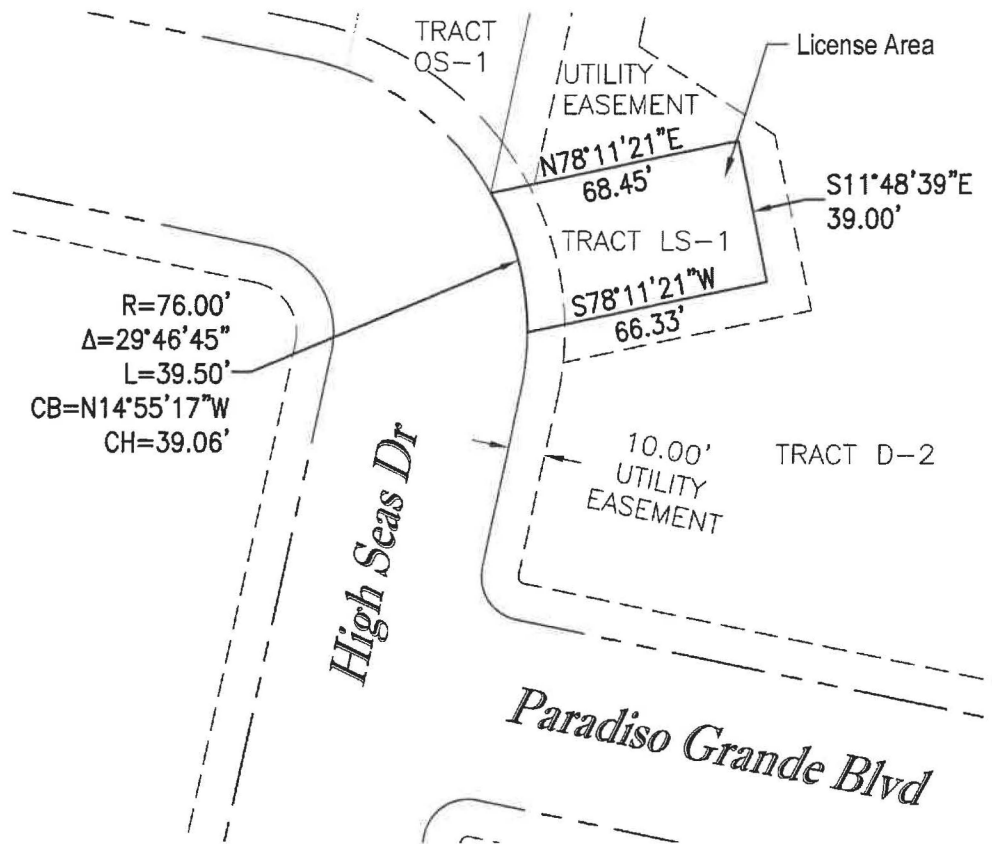 TRACT
OS-1
License Area
UTILITY
EASEMENT
N78°11'21"E
68.45'
S11°48'39"E
39.00'
TRACT LS-1
S78°11'21"W
66.33'
R=76.00'
Δ=29°46'45"
L=39.50'
CB=N14°55'17"W
CH=39.06'
10.00'
UTILITY
EASEMENT
TRACT D-2
High Seas Dr
Paradiso Grande Blvd